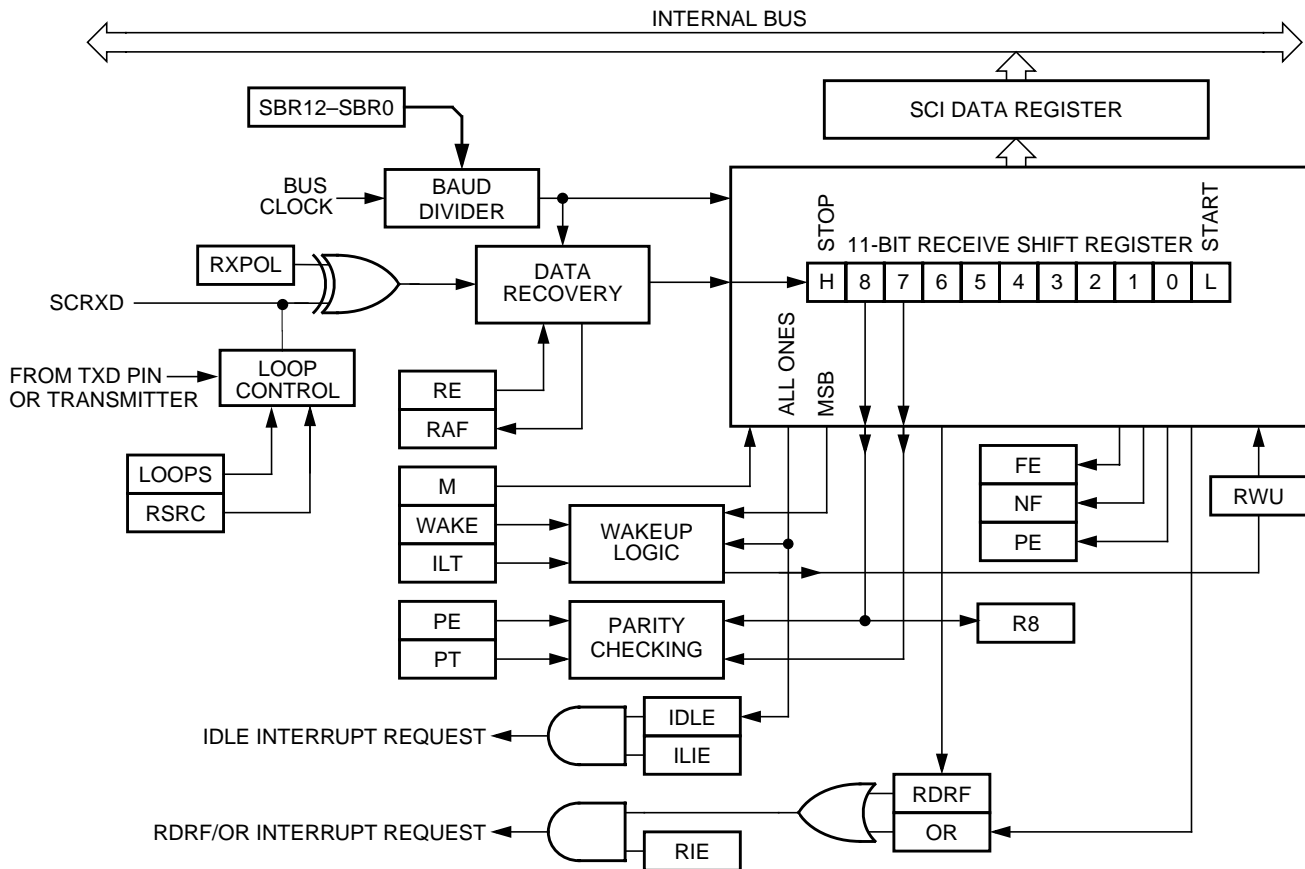 INTERNAL BUS
SBR12–SBR0
SCI DATA REGISTER
BUS
CLOCK
BAUD
DIVIDER
STOP
11-BIT RECEIVE SHIFT REGISTER
START
H 8 7 6 5 4 3 2 1 0 L
RXPOL
SCRXD
DATA
RECOVERY
ALL ONES
MSB
FROM TXD PIN
OR TRANSMITTER
LOOP
CONTROL
RE
RAF
LOOPS
RSRC
M
WAKE
ILT
WAKEUP
LOGIC
FE
NF
PE
RWU
PE
PT
PARITY
CHECKING
R8
IDLE INTERRUPT REQUEST
IDLE
ILIE
RDRF/OR INTERRUPT REQUEST
RIE
RDRF
OR